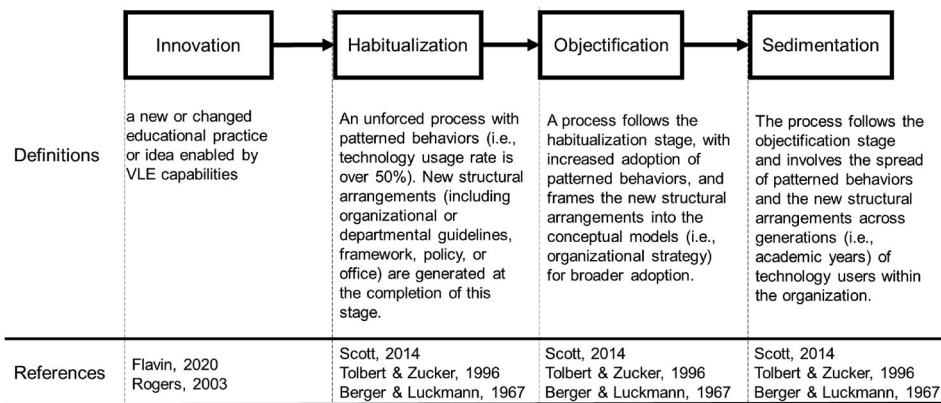 Innovation
Habitualization
Objectification
Sedimentation
Definitions
a new or changed
educational practice
or idea enabled by
VLE capabilities
An unforced process with
patterned behaviors (i.e.,
technology usage rate is
over 50%). New structural
arrangements (including
organizational or
departmental guidelines,
framework, policy, or
office) are generated at
the completion of this
stage.
A process follows the
habitualization stage, with
increased adoption of
patterned behaviors, and
frames the new structural
arrangements into the
conceptual models (i.e.,
organizational strategy)
for broader adoption.
The process follows the
objectification stage
and involves the spread
of patterned behaviors
and the new structural
arrangements across
generations (i.e.,
academic years) of
technology users within
the organization.
References
Flavin, 2020
Rogers, 2003
Scott, 2014
Tolbert & Zucker, 1996
Berger & Luckmann, 1967
Scott, 2014
Tolbert & Zucker, 1996
Berger & Luckmann, 1967
Scott, 2014
Tolbert & Zucker, 1996
Berger & Luckmann, 1967